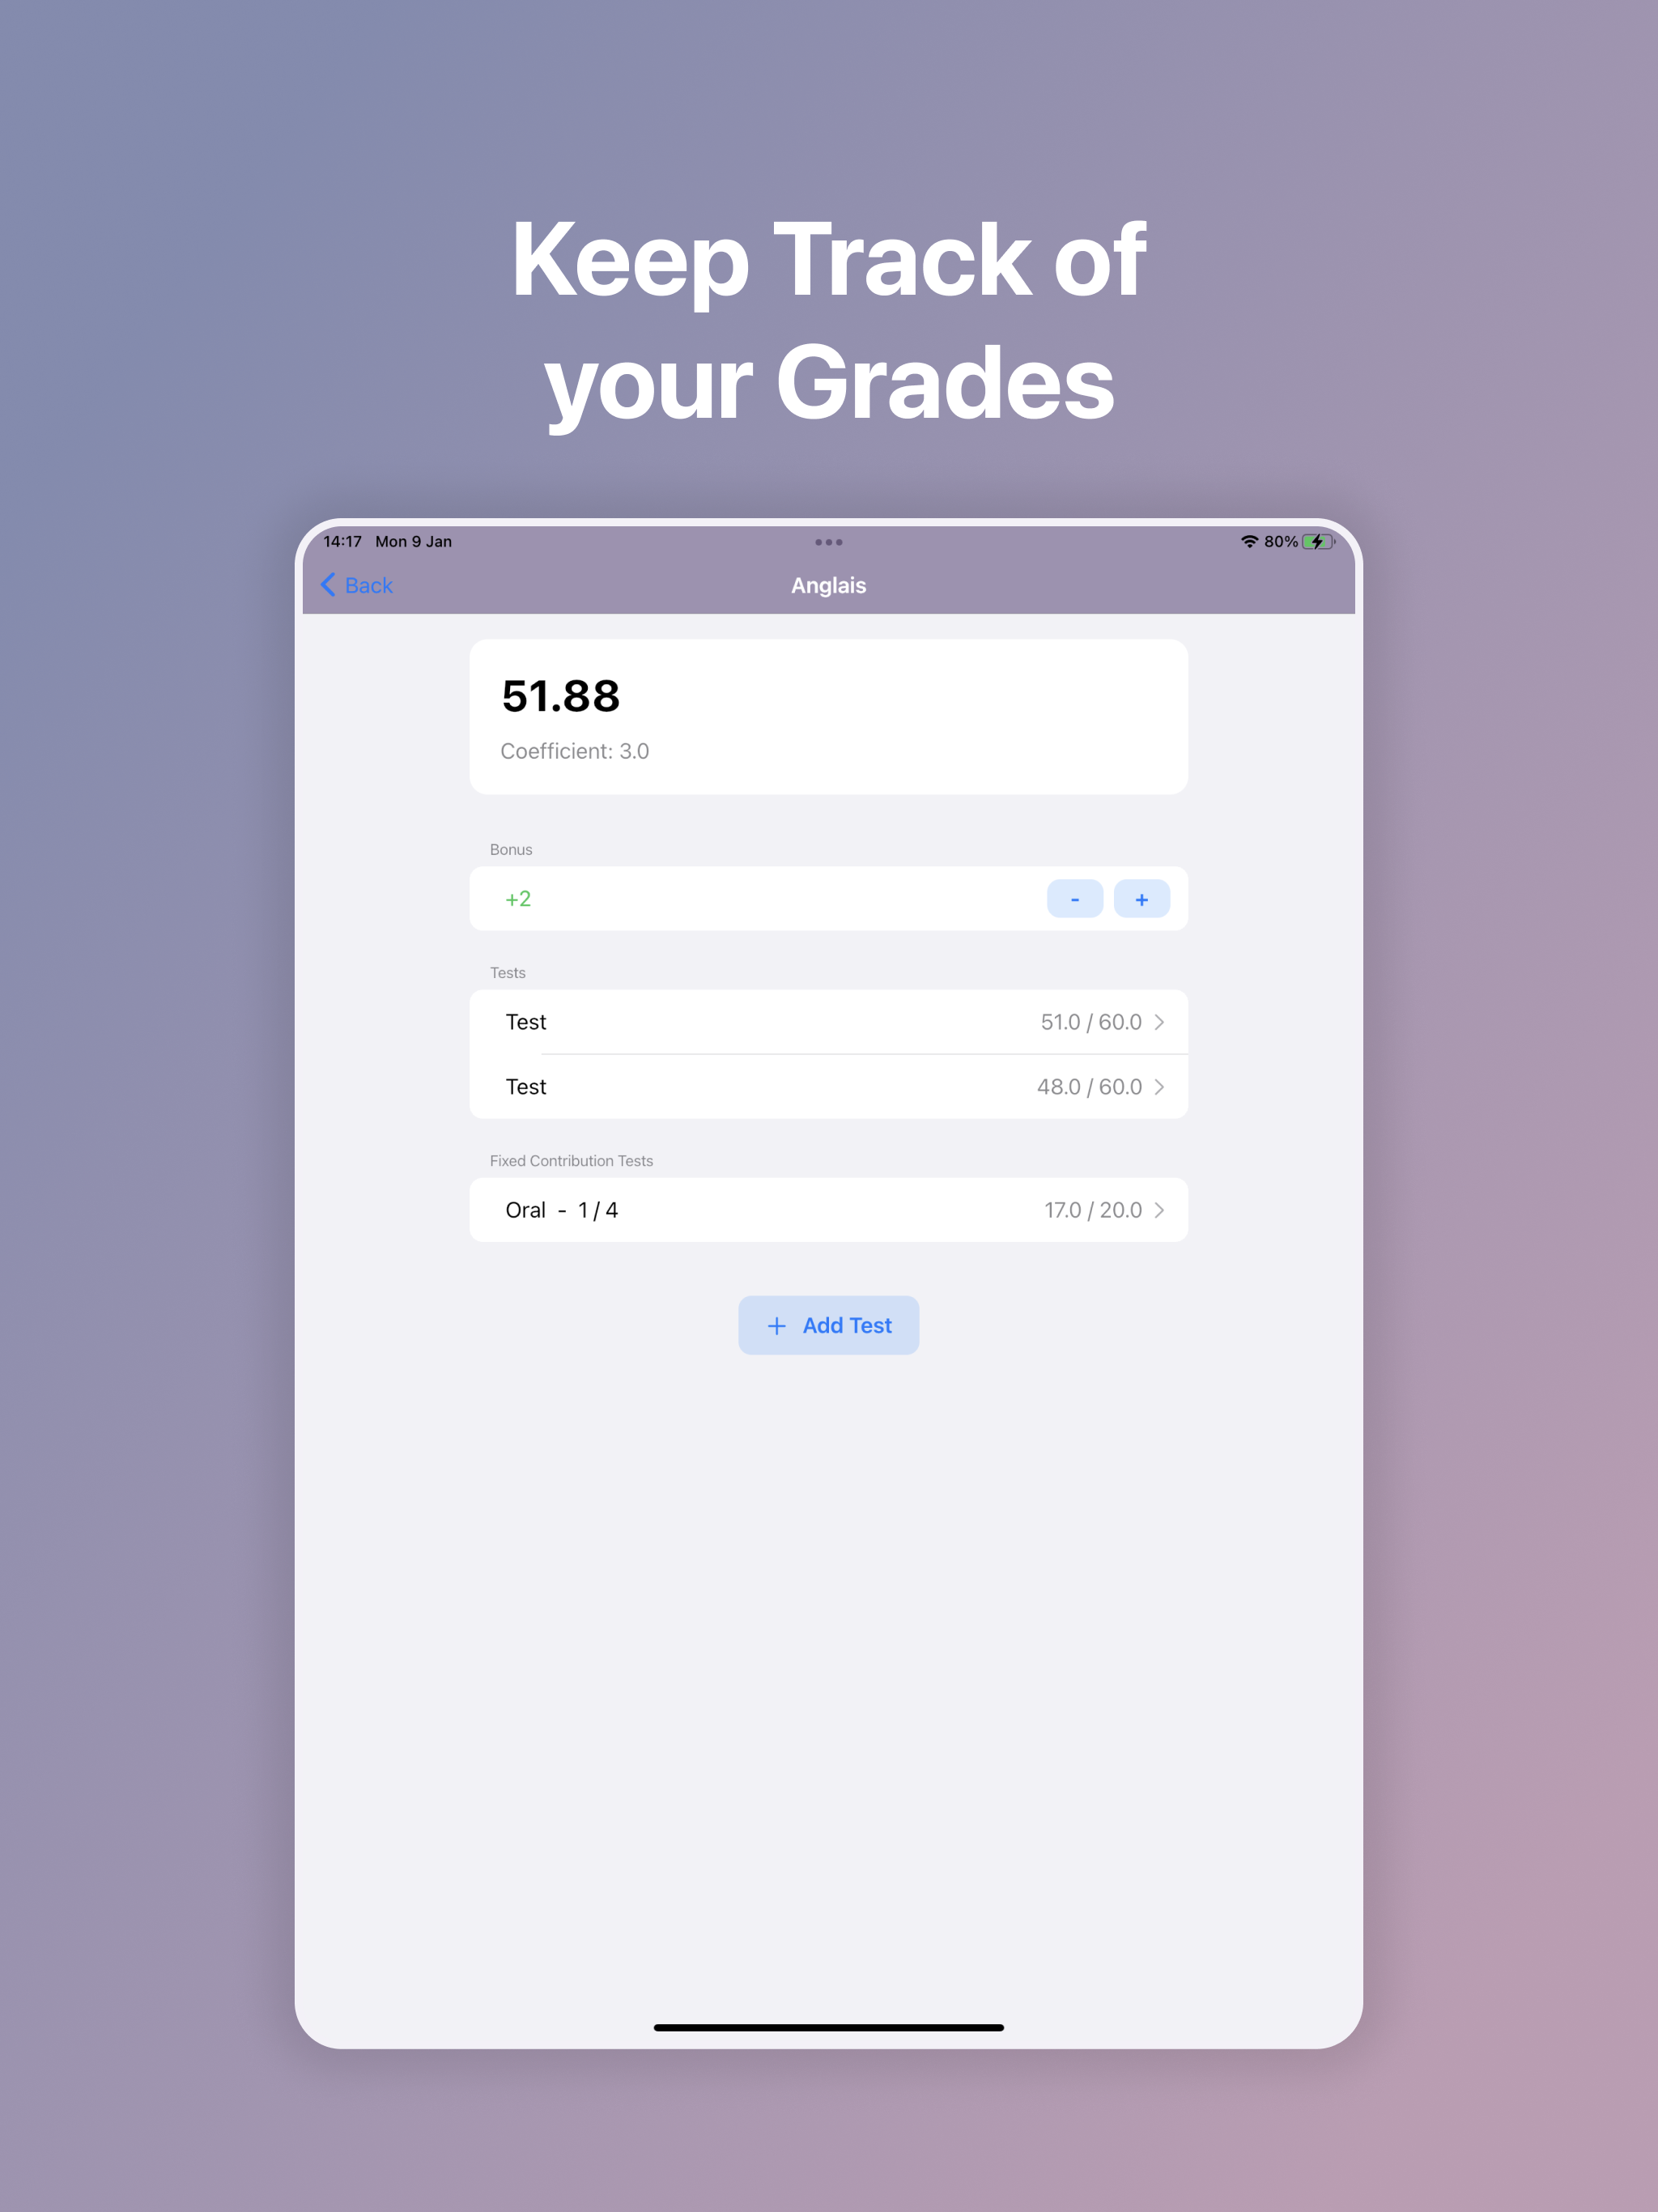 Keep Track of
your Grades
14:17 Mon 9 Jan
80%
Back
Anglais
51.88
Coefficient: 3.0
Bonus
+2
- +
Tests
Test 51.0 / 60.0
Test 48.0 / 60.0
Fixed Contribution Tests
Oral - 1 / 4 17.0 / 20.0
+ Add Test